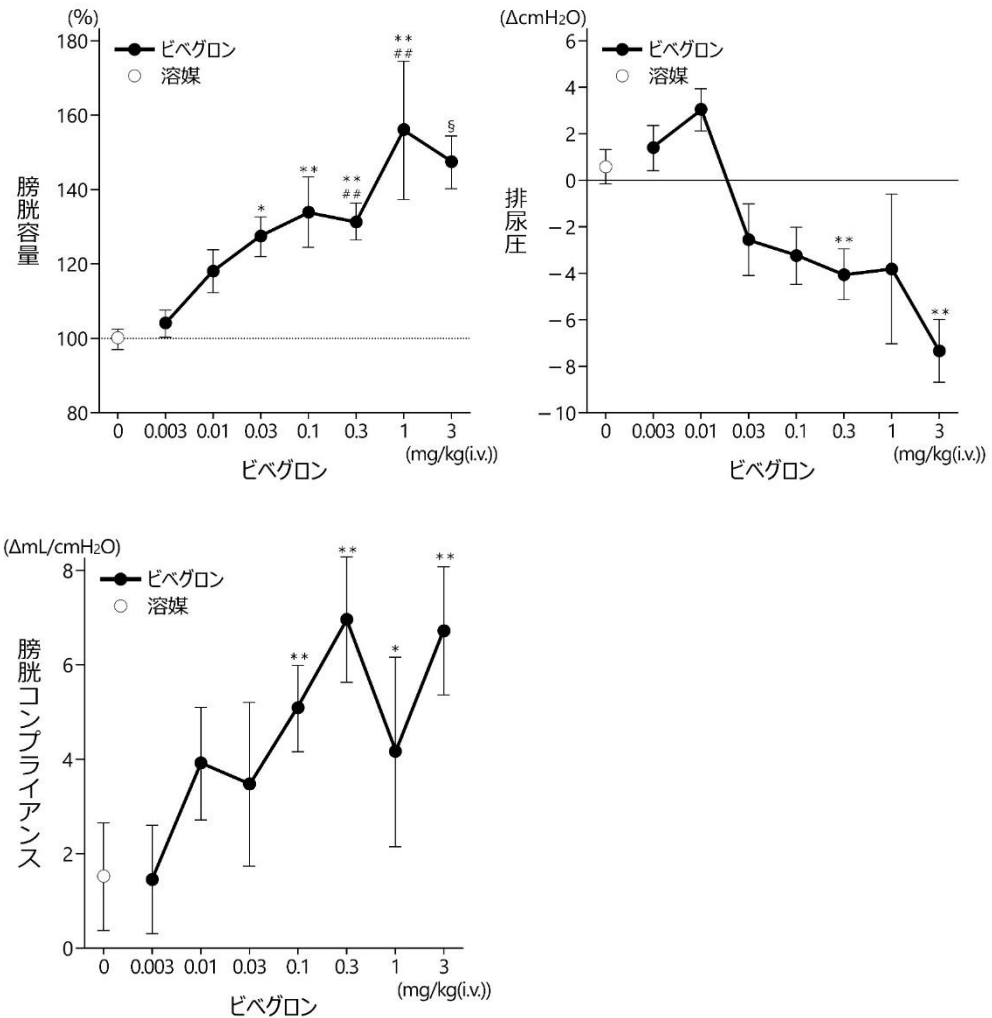 (%)
180
160
140
120
100
80
膀胱容量
ビベグロン
溶媒
*
**
**
##
**
##
§
0 0.003 0.01 0.03 0.1 0.3 1 3
(mg/kg(i.v.))
ビベグロン
(ΔcmH₂O)
6
4
2
0
−2
−4
−6
−8
−10
排尿圧
ビベグロン
溶媒
**
**
0 0.003 0.01 0.03 0.1 0.3 1 3
(mg/kg(i.v.))
ビベグロン
(ΔmL/cmH₂O)
8
6
4
2
0
膀胱コンプライアンス
ビベグロン
溶媒
**
**
*
**
0 0.003 0.01 0.03 0.1 0.3 1 3
(mg/kg(i.v.))
ビベグロン